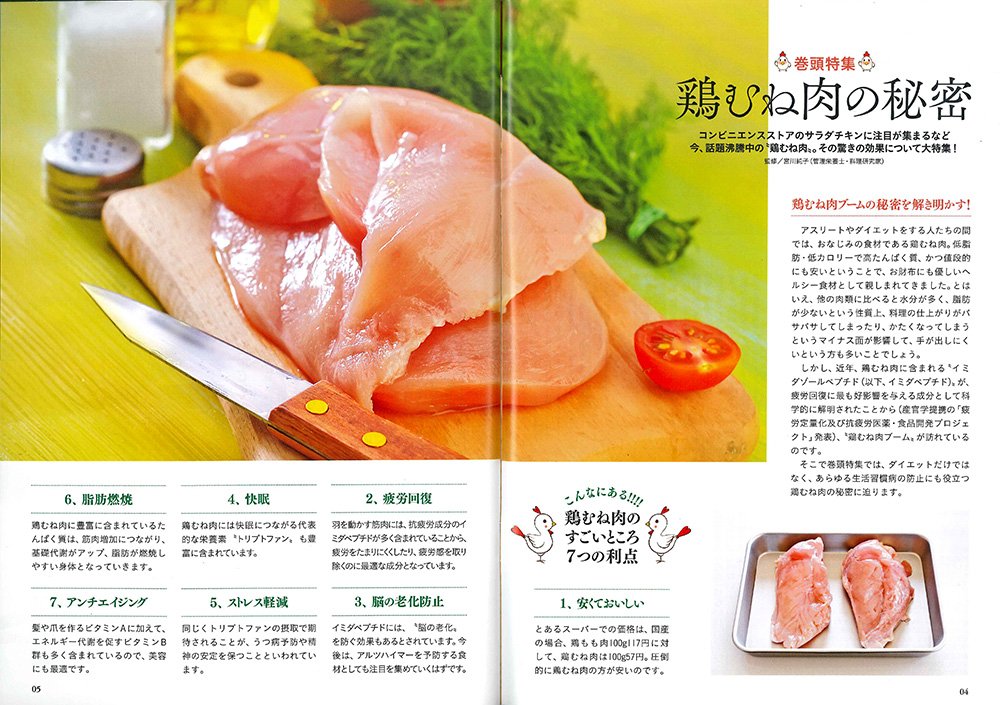 巻頭特集
鶏むね肉の秘密
コンビニエンスストアのサラダチキンに注目が集まるなど
今、話題沸騰中の〝鶏むね肉〟。その驚きの効果について大特集！
監修／宮川純子（管理栄養士・料理研究家）
鶏むね肉ブームの秘密を解き明かす！
アスリートやダイエットをする人たちの間
では、おなじみの食材である鶏むね肉。低脂
肪・低カロリーで高たんぱく質、かつ値段的
にも安いということで、お財布にも優しいヘ
ルシー食材として親しまれてきました。とは
いえ、他の肉類に比べると水分が多く、脂肪
が少ないという性質上、料理の仕上がりがパ
サパサしてしまったり、かたくなってしまう
というマイナス面が影響して、手が出しにく
いという方も多いことでしょう。
しかし、近年、鶏むね肉に含まれる〝イミ
ダゾールペプチド（以下、イミダペプチド）〟が、
疲労回復に最も好影響を与える成分として科
学的に解明されたことから（産官学提携の「疲
労定量化及び抗疲労医薬・食品開発プロジェ
クト」発表）、〝鶏むね肉ブーム〟が訪れている
のです。
そこで巻頭特集では、ダイエットだけでは
なく、あらゆる生活習慣病の防止にも役立つ
鶏むね肉の秘密に迫ります。
こんなにある!!!!
鶏むね肉の
すごいところ
7つの利点
1、安くておいしい
とあるスーパーでの価格は、国産
の場合、鶏もも肉100g117円に対
して、鶏むね肉は100g57円。圧倒
的に鶏むね肉の方が安いのです。
2、疲労回復
羽を動かす筋肉には、抗疲労成分のイ
ミダペプチドが多く含まれていることから、
疲労をたまりにくくしたり、疲労感を取り
除くのに最適な成分となっています。
3、脳の老化防止
イミダペプチドには、〝脳の老化〟
を防ぐ効果もあるとされています。今
後は、アルツハイマーを予防する食
材としても注目を集めていくはずです。
4、快眠
鶏むね肉には快眠につながる代表
的な栄養素〝トリプトファン〟も豊
富に含まれています。
5、ストレス軽減
同じくトリプトファンの摂取で期
待されることが、うつ病予防や精
神の安定を保つことといわれてい
ます。
6、脂肪燃焼
鶏むね肉に豊富に含まれているた
んぱく質は、筋肉増加につながり、
基礎代謝がアップ、脂肪が燃焼し
やすい身体となっていきます。
7、アンチエイジング
髪や爪を作るビタミンAに加えて、
エネルギー代謝を促すビタミンB
群も多く含まれているので、美容
にも最適です。
05
04